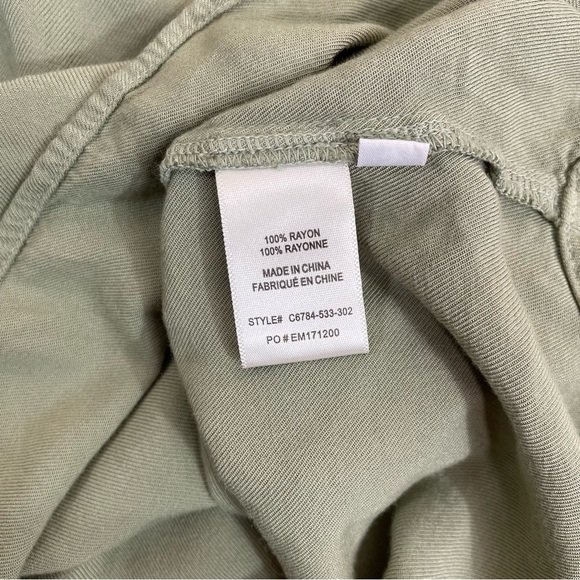 100% RAYON
100% RAYONNE
MADE IN CHINA
FABRIQUÉ EN CHINE
STYLE# C6784-533-302
PO # EM171200